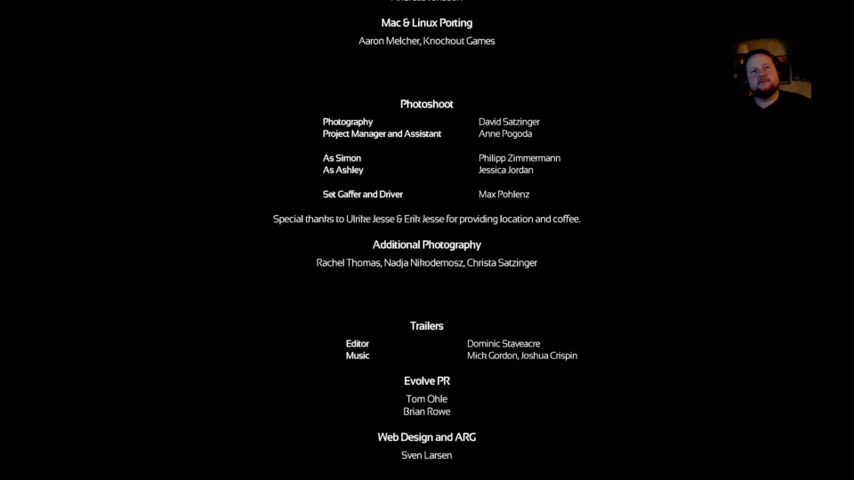 Mac & Linux Porting
Aaron Melcher, Knockout Games
Photoshoot
Photography David Satzinger
Project Manager and Assistant Anne Pogoda
As Simon Philipp Zimmermann
As Ashley Jessica Jordan
Set Gaffer and Driver Max Pohlenz
Special thanks to Ulrike Jesse & Erik Jesse for providing location and coffee.
Additional Photography
Rachel Thomas, Nadja Nikodemosz, Christa Satzinger
Trailers
Editor Dominic Staveacre
Music Mick Gordon, Joshua Crispin
Evolve PR
Tom Ohle
Brian Rowe
Web Design and ARG
Sven Larsen